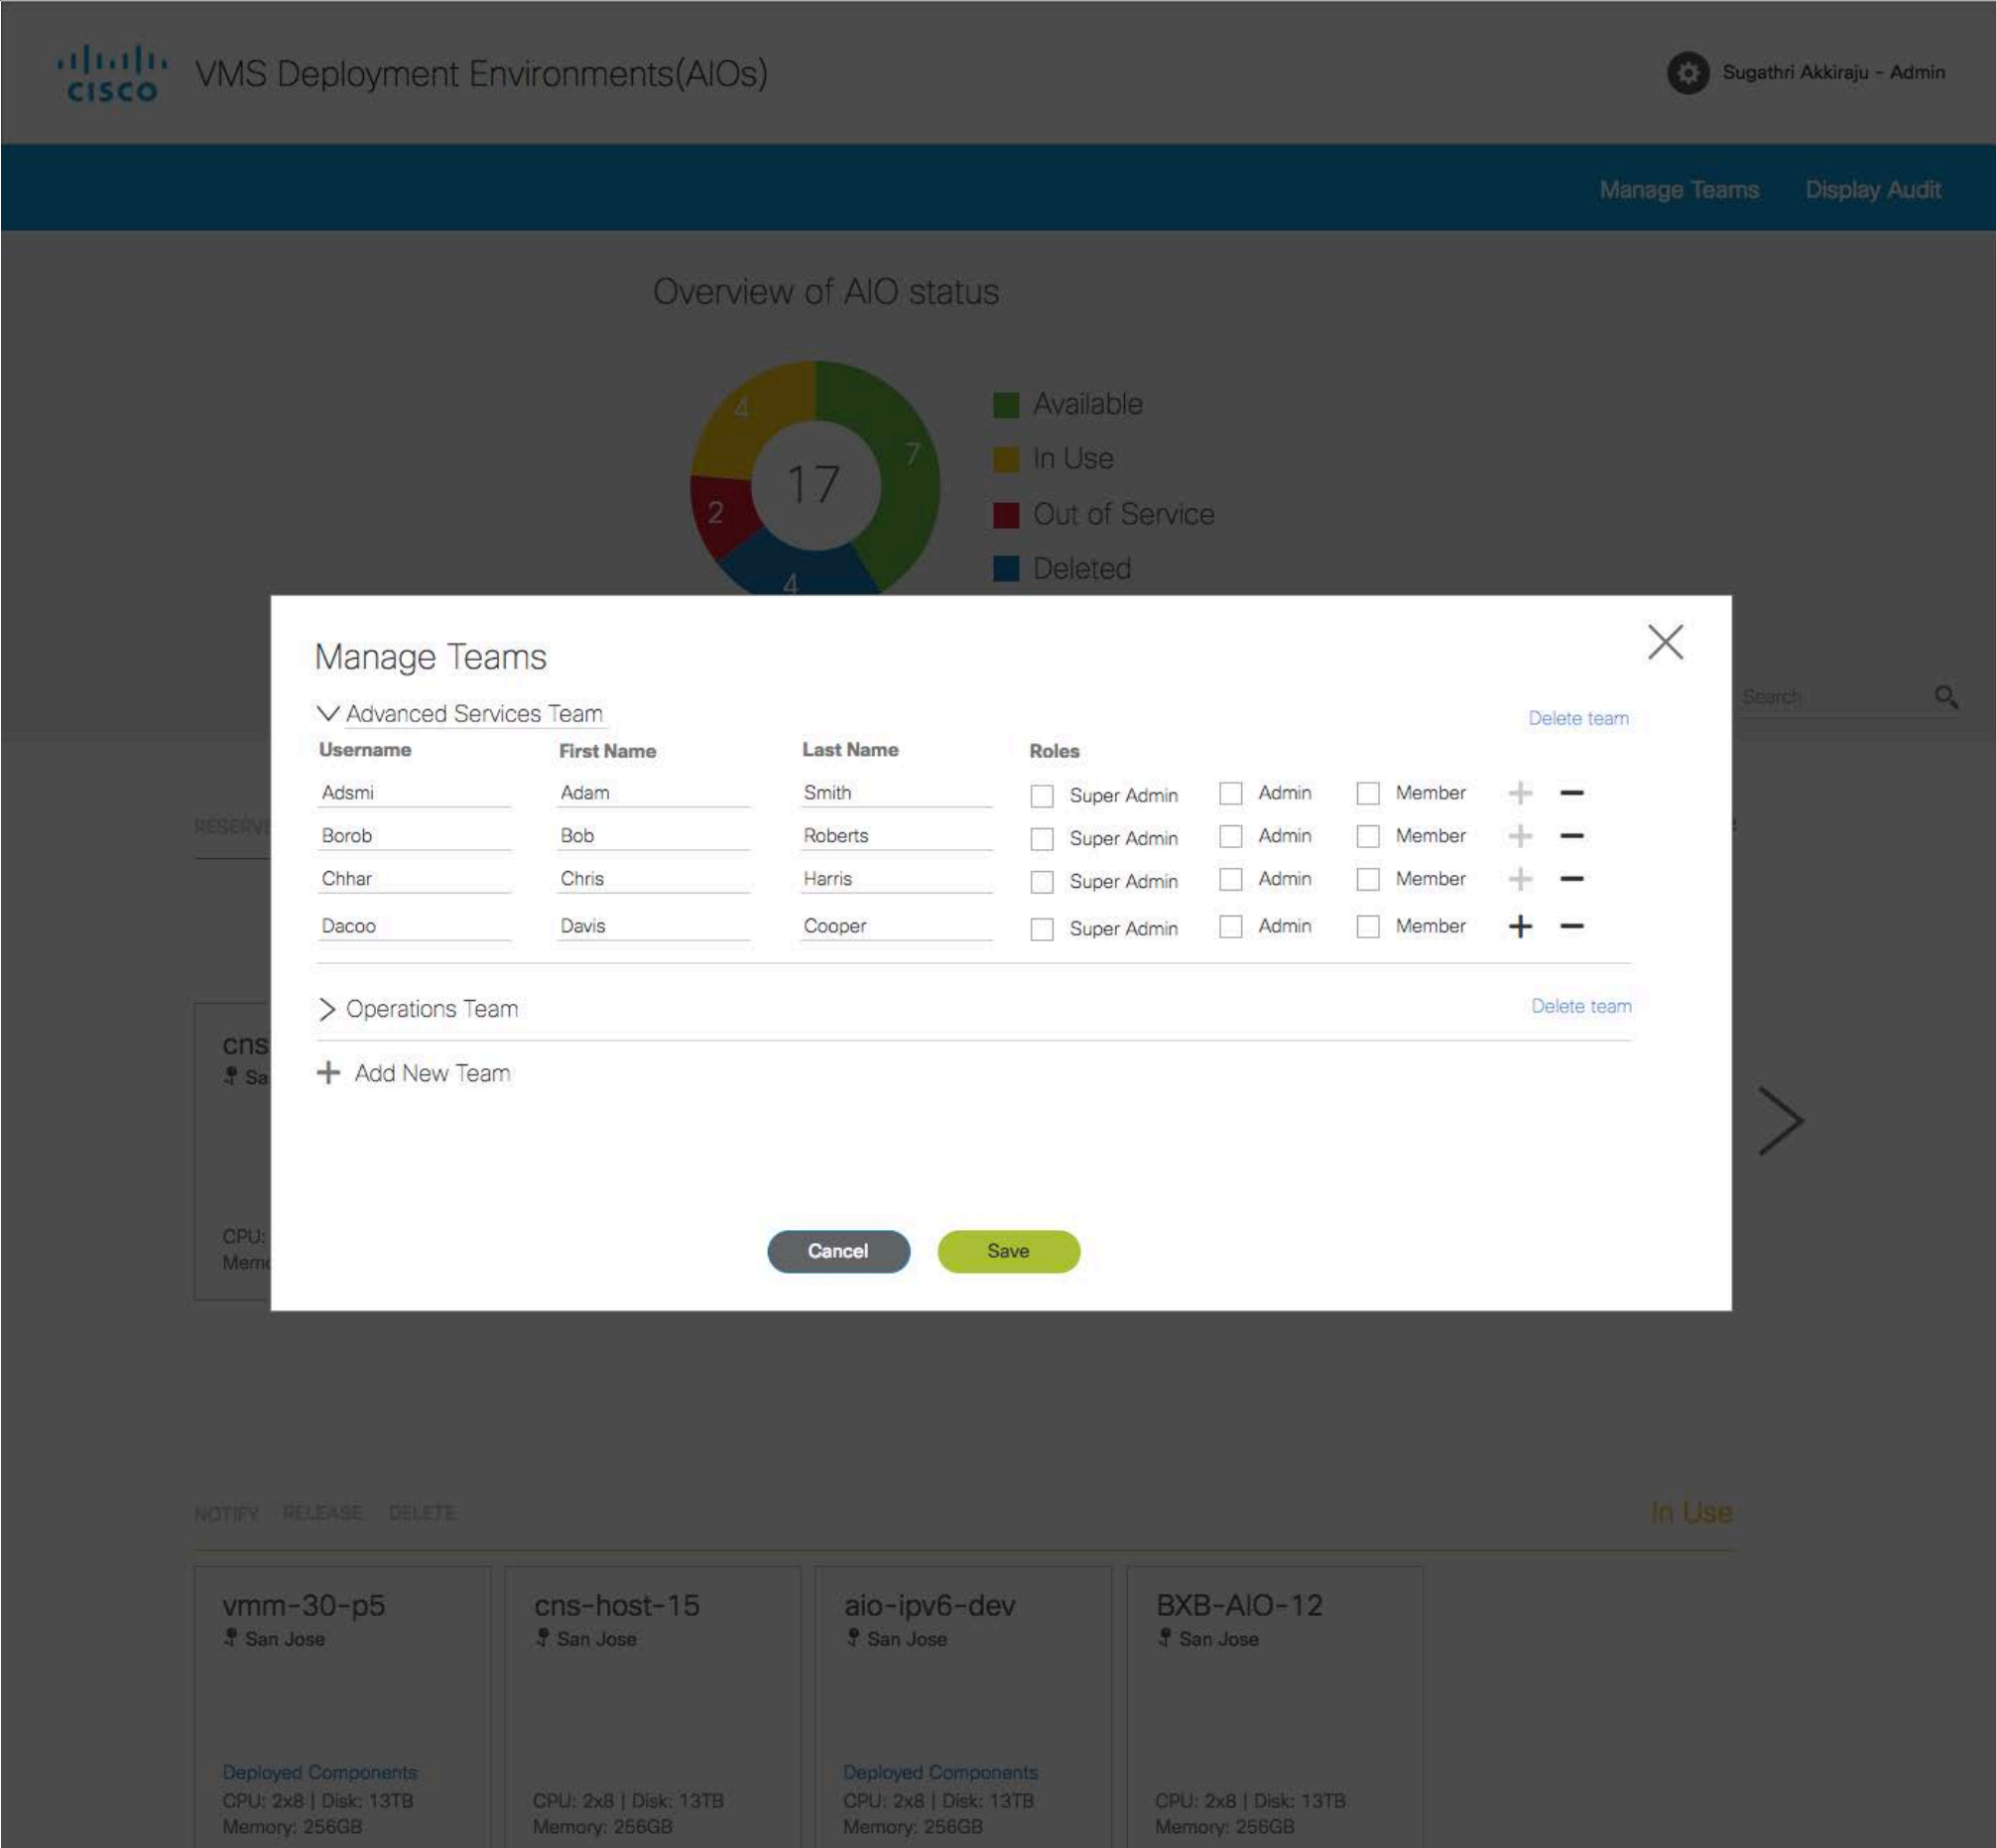 CISCO
VMS Deployment Environments(AIOs)
Sugathri Akkiraju - Admin
Manage Teams Display Audit
Overview of AIO status
4
7
17
2
4
Available
In Use
Out of Service
Deleted
Search
Manage Teams
Advanced Services Team Delete team
Username First Name Last Name Roles
Adsmi Adam Smith Super Admin Admin Member
Borob Bob Roberts Super Admin Admin Member
Chhar Chris Harris Super Admin Admin Member
Dacoo Davis Cooper Super Admin Admin Member
Operations Team Delete team
+ Add New Team
Cancel Save
cns
CPU:
NOTIFY RELEASE DELETE In Use
vmm-30-p5 cns-host-15 aio-ipv6-dev BXB-AIO-12
San Jose San Jose San Jose San Jose
Deployed Components Deployed Components
CPU: 2x8 | Disk: 13TB CPU: 2x8 | Disk: 13TB CPU: 2x8 | Disk: 13TB CPU: 2x8 | Disk: 13TB
Memory: 256GB Memory: 256GB Memory: 256GB Memory: 256GB